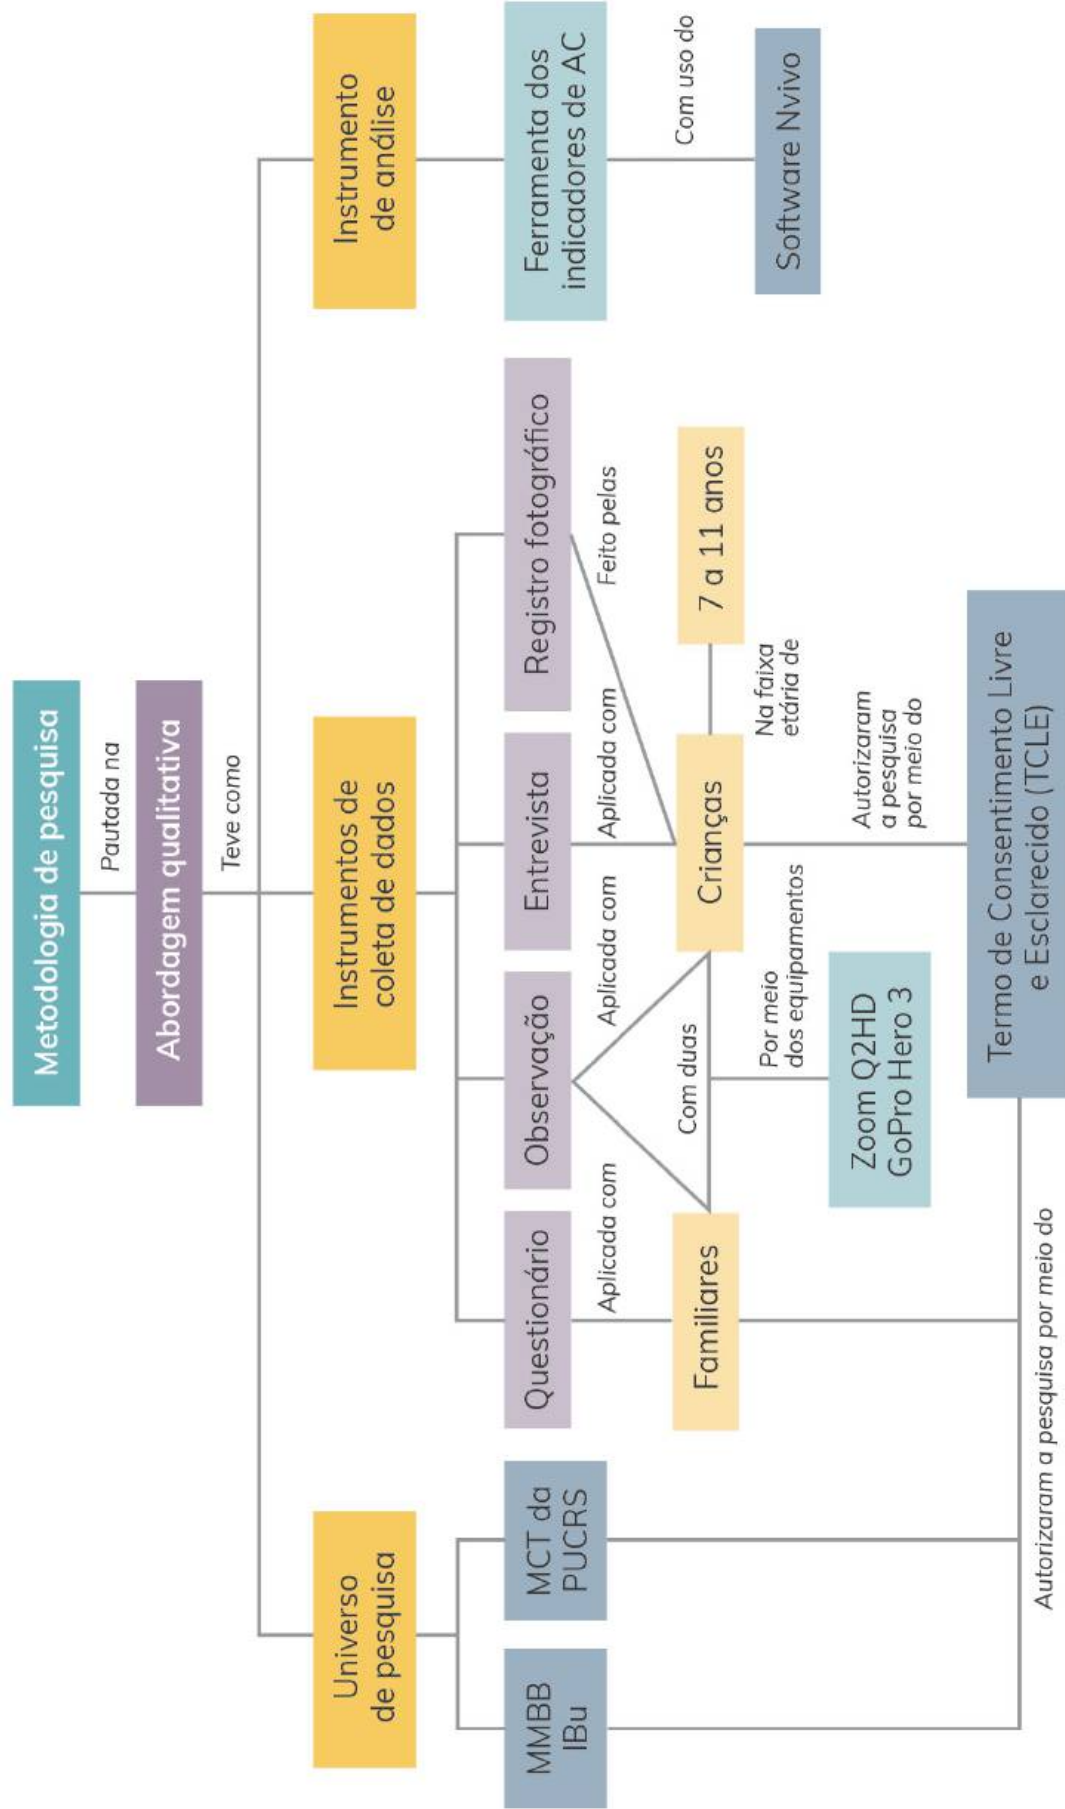 Metodologia de pesquisa
Pautada na
Abordagem qualitativa
Teve como
Universo
de pesquisa
Instrumentos de
coleta de dados
Instrumento
de análise
MMBB
IBu
MCT da
PUCRS
Questionário
Observação
Entrevista
Registro fotográfico
Ferramenta dos
indicadores de AC
Aplicada com
Aplicada com
Aplicada com
Feito pelas
Com uso do
Familiares
Com duas
Crianças
Na faixa
etária de
7 a 11 anos
Software Nvivo
Por meio
dos equipamentos
Zoom Q2HD
GoPro Hero 3
Autorizaram
a pesquisa
por meio do
Autorizaram a pesquisa por meio do
Termo de Consentimento Livre
e Esclarecido (TCLE)